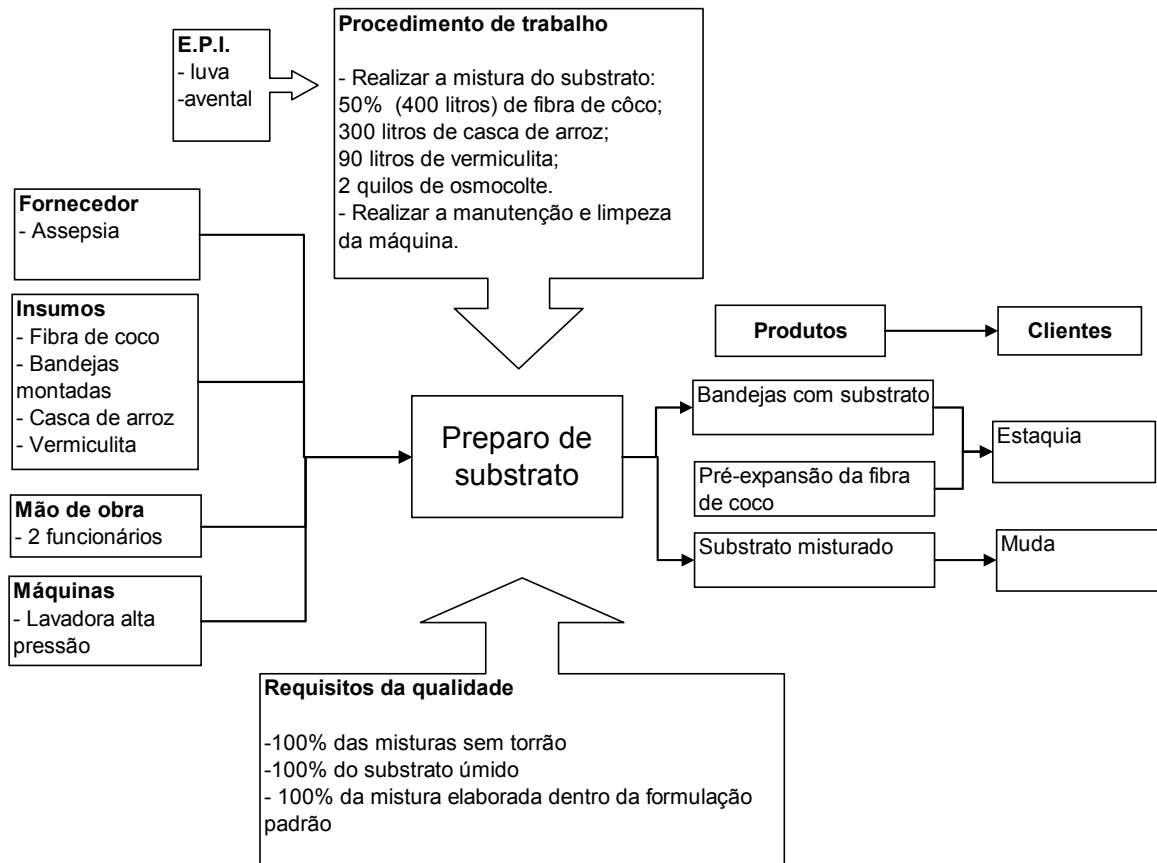 E.P.I.
- luva
-avental
Procedimento de trabalho
- Realizar a mistura do substrato:
50%  (400 litros) de fibra de côco;
300 litros de casca de arroz;
90 litros de vermiculita;
2 quilos de osmocolte.
- Realizar a manutenção e limpeza
da máquina.
Fornecedor
- Assepsia
Insumos
- Fibra de coco
- Bandejas
montadas
- Casca de arroz
- Vermiculita
Mão de obra
- 2 funcionários
Máquinas
- Lavadora alta
pressão
Preparo de
substrato
Produtos
Clientes
Bandejas com substrato
Pré-expansão da fibra
de coco
Substrato misturado
Estaquia
Muda
Requisitos da qualidade
-100% das misturas sem torrão
-100% do substrato úmido
- 100% da mistura elaborada dentro da formulação
padrão